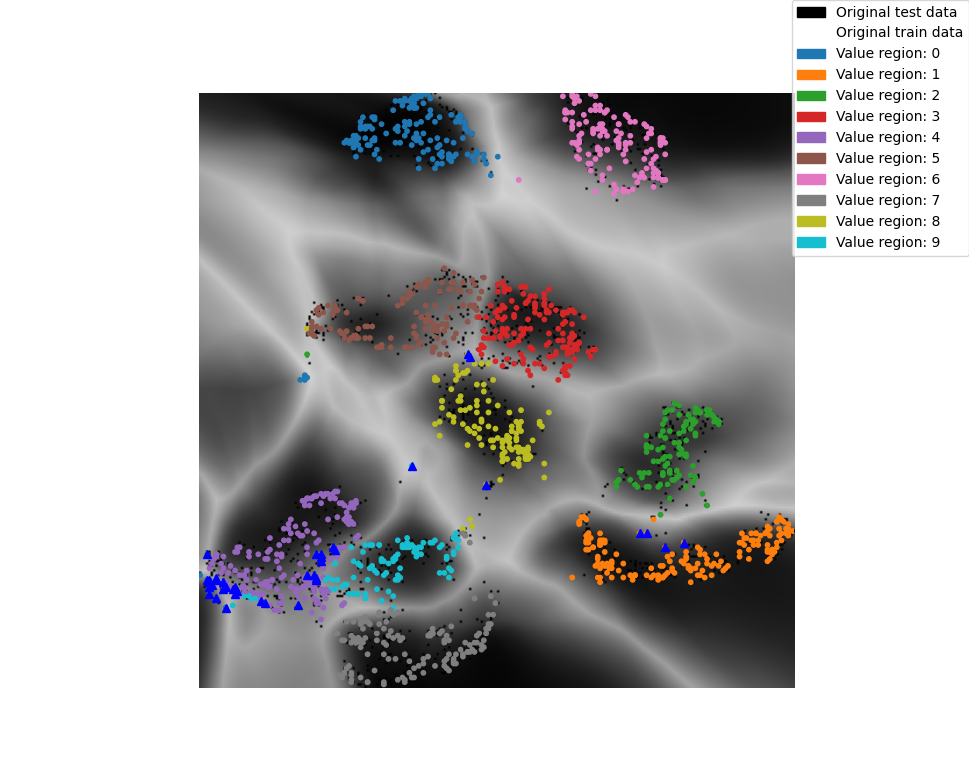 Original test data
Original train data
Value region: 0
Value region: 1
Value region: 2
Value region: 3
Value region: 4
Value region: 5
Value region: 6
Value region: 7
Value region: 8
Value region: 9